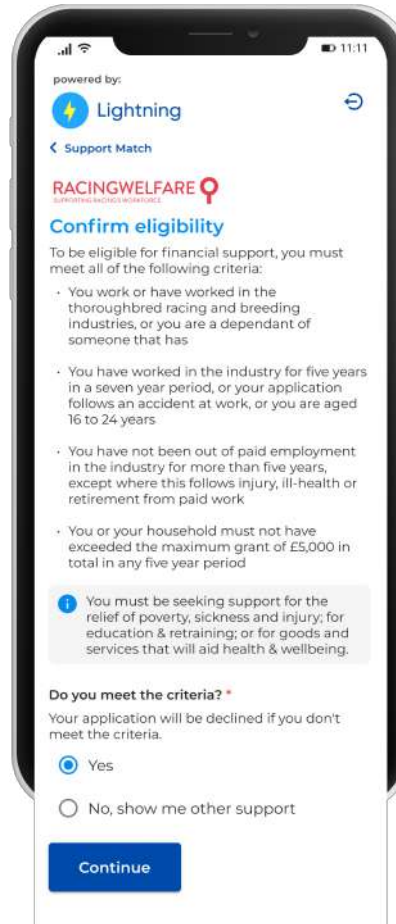 11:11
powered by:
Lightning
Support Match
RACINGWELFARE
SUPPORTING RACING'S WORKFORCE
Confirm eligibility
To be eligible for financial support, you must
meet all of the following criteria:
• You work or have worked in the
thoroughbred racing and breeding
industries, or you are a dependant of
someone that has
• You have worked in the industry for five years
in a seven year period, or your application
follows an accident at work, or you are aged
16 to 24 years
• You have not been out of paid employment
in the industry for more than five years,
except where this follows injury, ill-health or
retirement from paid work
• You or your household must not have
exceeded the maximum grant of £5,000 in
total in any five year period
You must be seeking support for the
relief of poverty, sickness and injury; for
education & retraining; or for goods and
services that will aid health & wellbeing.
Do you meet the criteria? *
Your application will be declined if you don't
meet the criteria.
Yes
No, show me other support
Continue